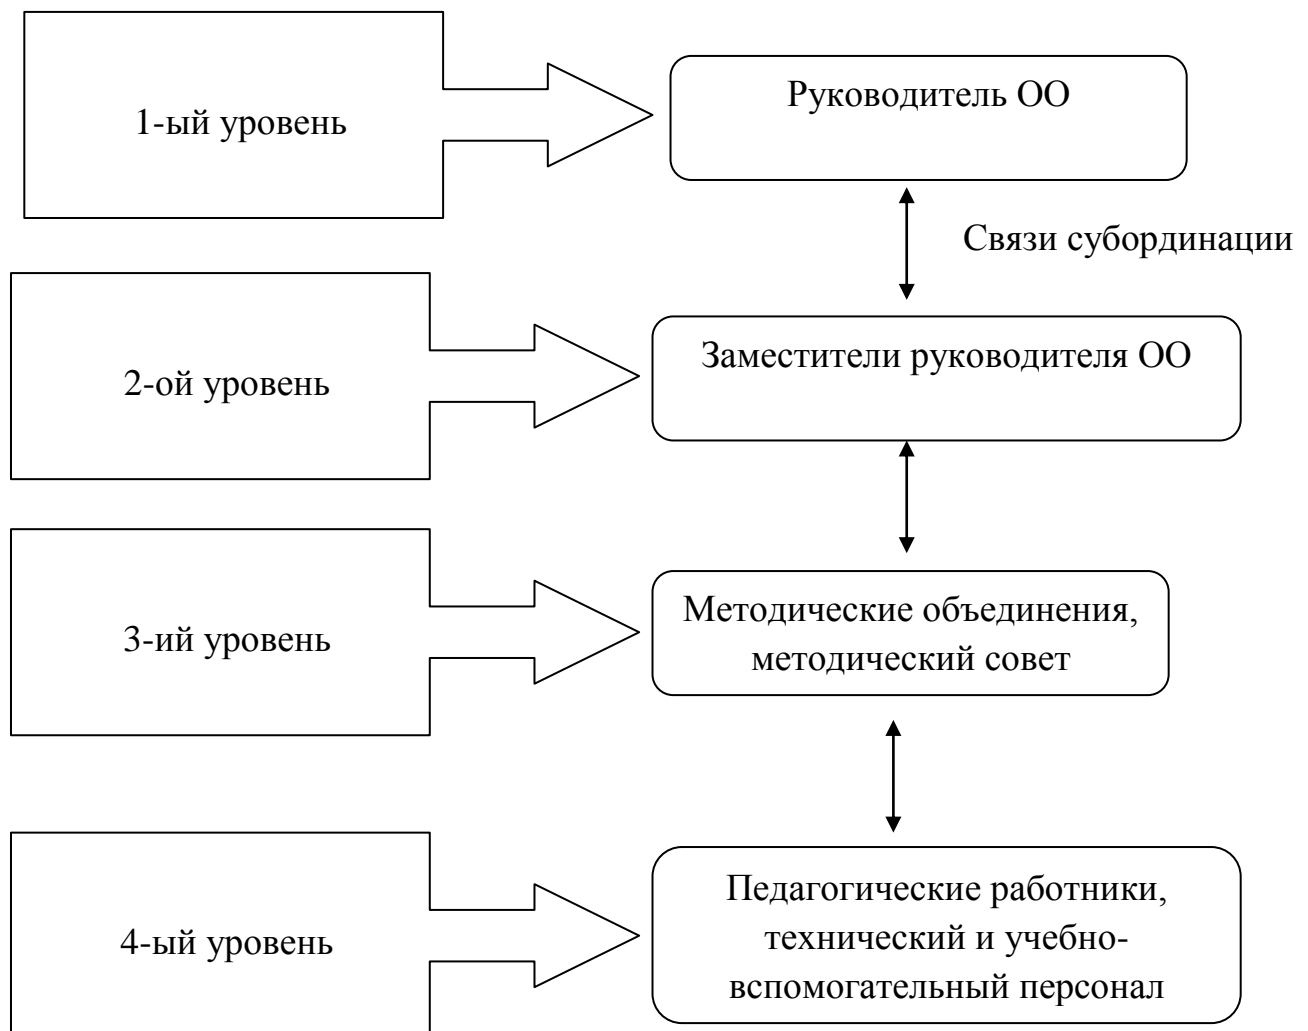 1-ый уровень
Руководитель ОО
Связи субординации
2-ой уровень
Заместители руководителя ОО
3-ий уровень
Методические объединения,
методический совет
4-ый уровень
Педагогические работники,
технический и учебно-
вспомогательный персонал